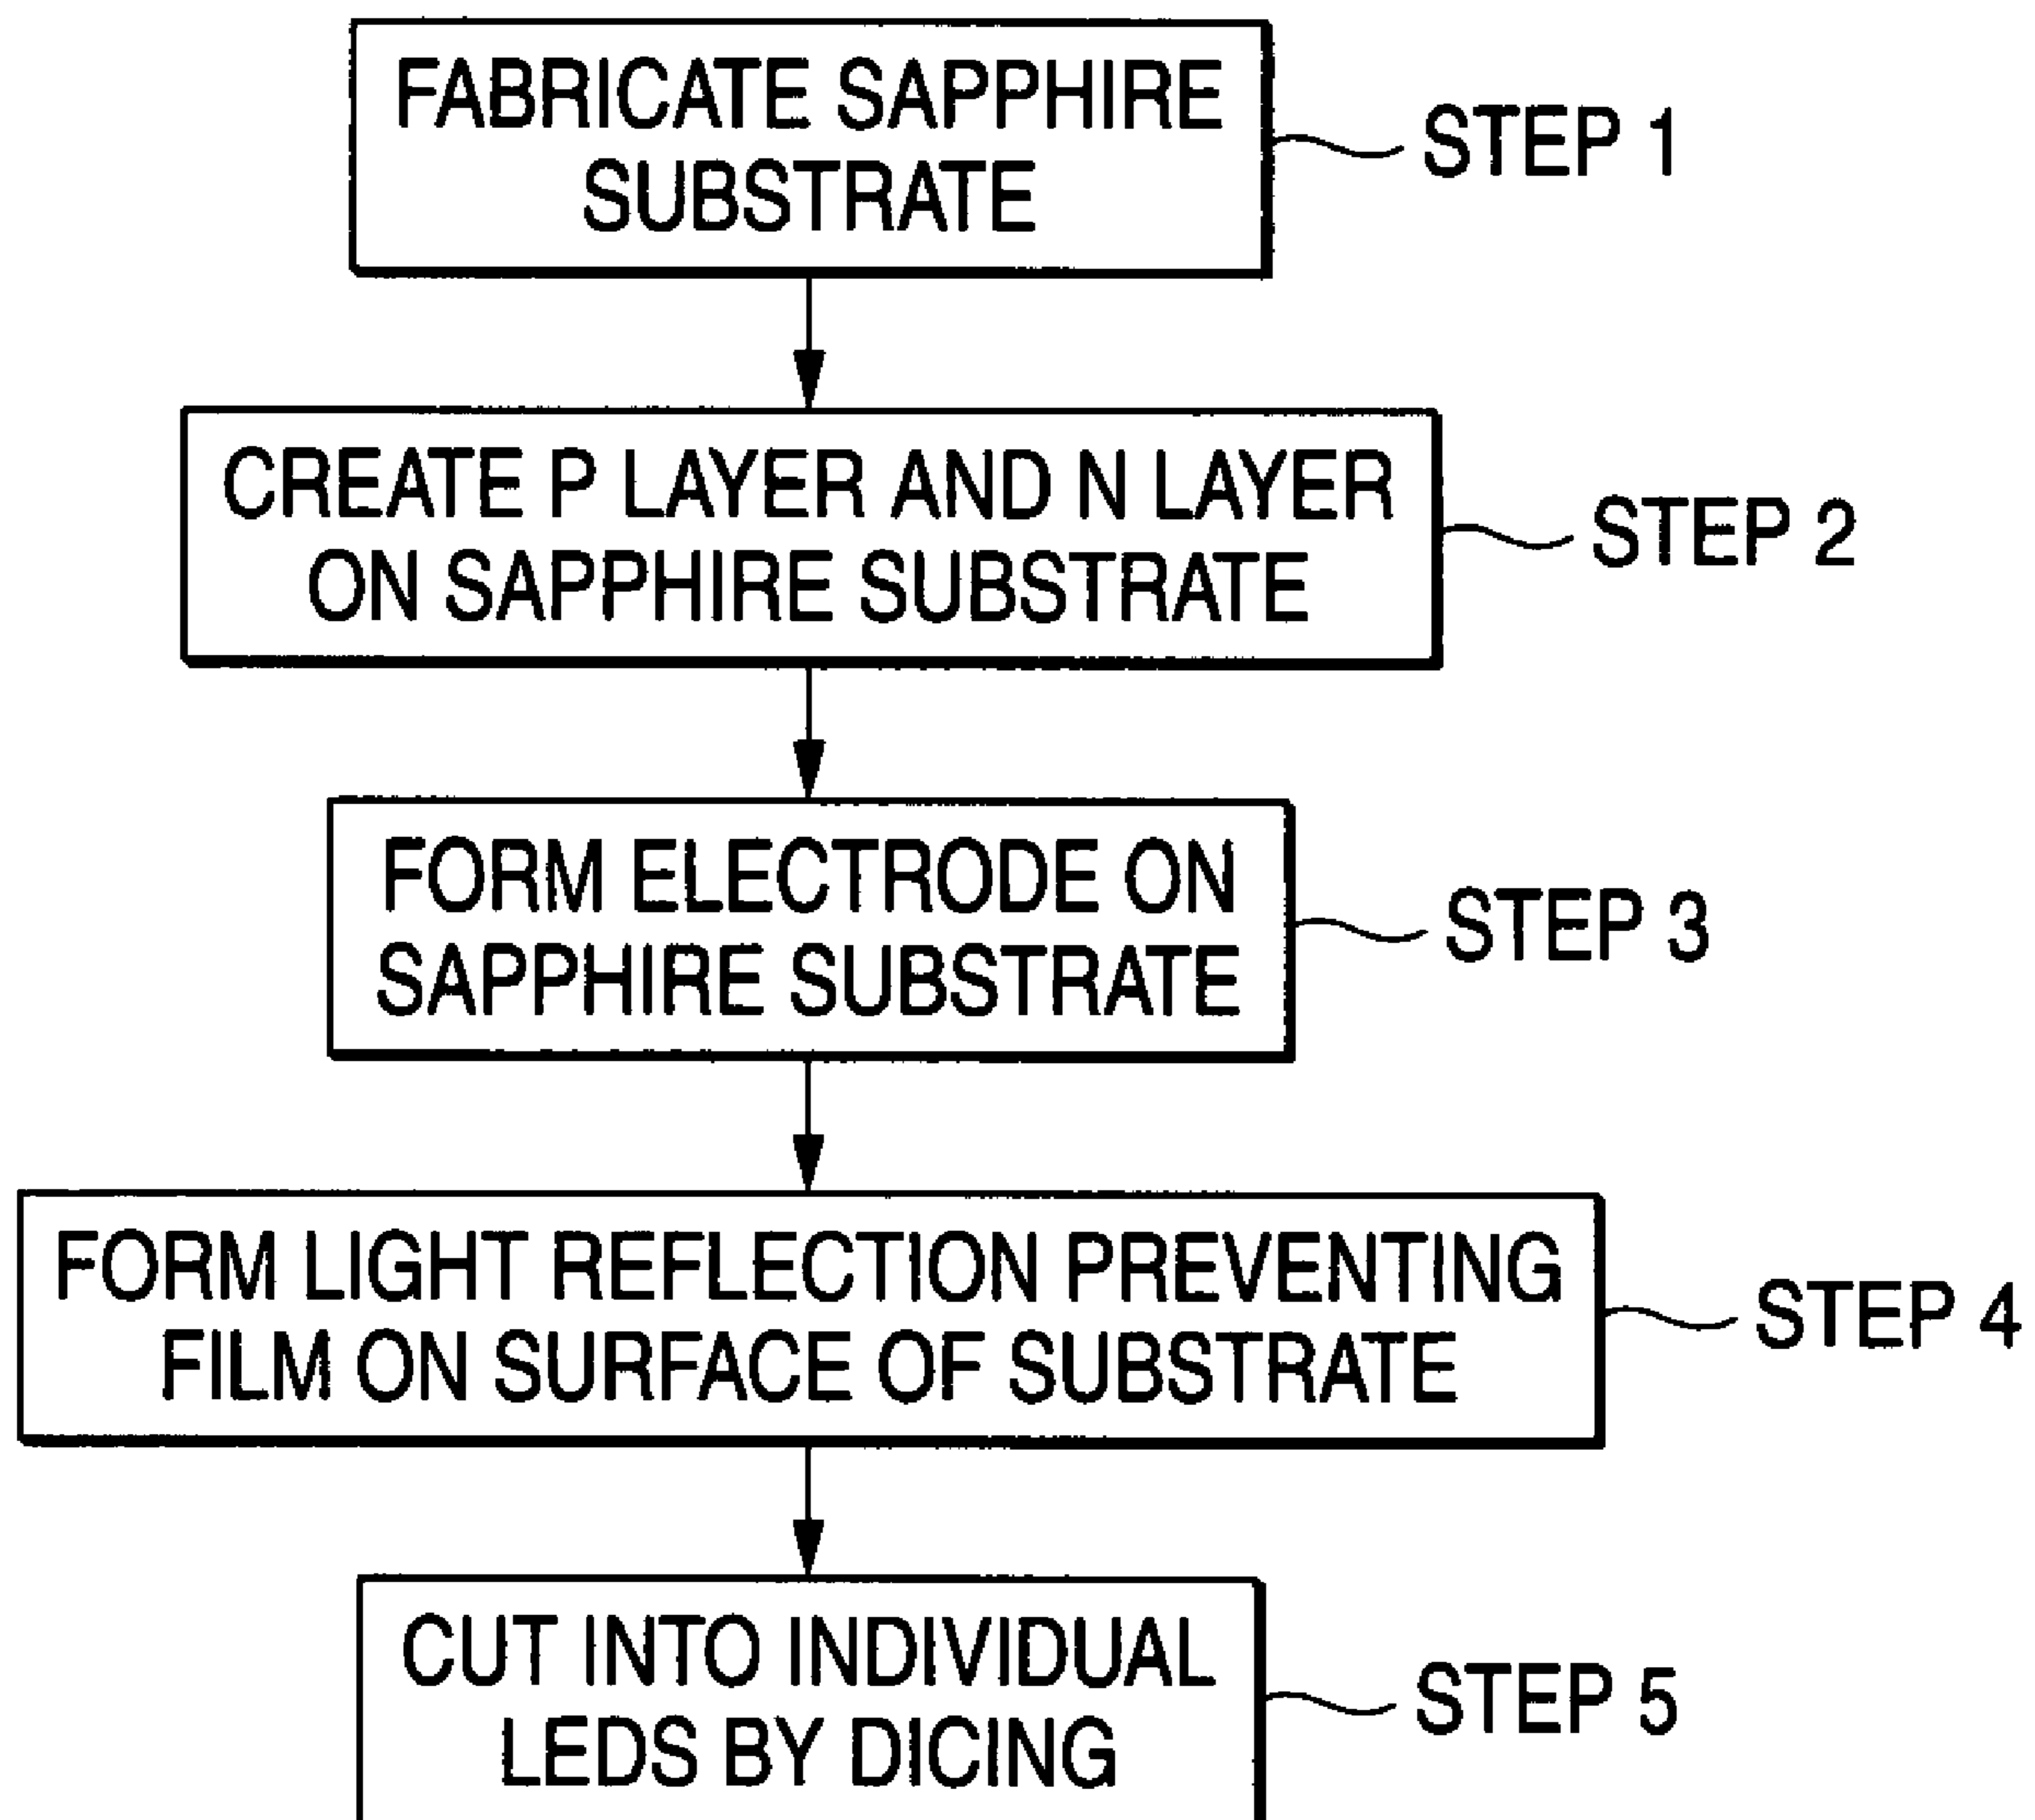 FABRICATE SAPPHIRE
SUBSTRATE
STEP 1
CREATE P LAYER AND N LAYER
ON SAPPHIRE SUBSTRATE
STEP 2
FORM ELECTRODE ON
SAPPHIRE SUBSTRATE
STEP 3
FORM LIGHT REFLECTION PREVENTING
FILM ON SURFACE OF SUBSTRATE
STEP 4
CUT INTO INDIVIDUAL
LEDS BY DICING
STEP 5